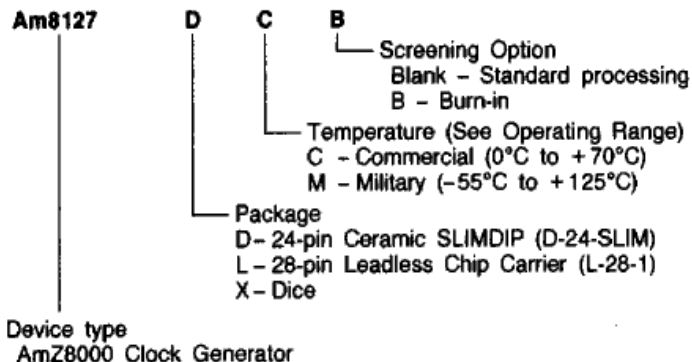 Am8127 D C B
Screening Option
Blank – Standard processing
B – Burn-in
Temperature (See Operating Range)
C – Commercial (0°C to +70°C)
M – Military (–55°C to +125°C)
Package
D – 24-pin Ceramic SLIMDIP (D-24-SLIM)
L – 28-pin Leadless Chip Carrier (L-28-1)
X – Dice
Device type
AmZ8000 Clock Generator